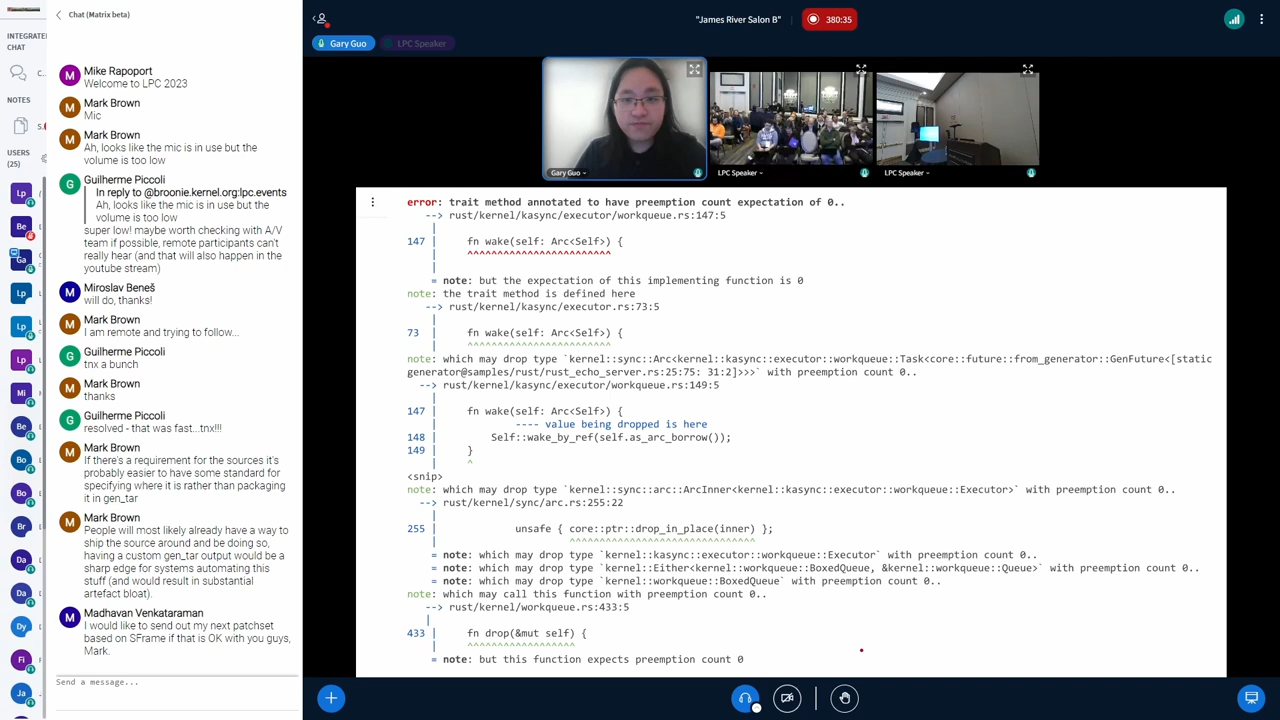 Chat (Matrix beta)
INTEGRATE
CHAT
C..
NOTES
S.
USERS
(25)
Lp
Be
Ga
Lp
Lp
Lp
Mi
Be
Bo
Bo
Br
Da
Da
Dy
Fi
Ja
M
Mike Rapoport
Welcome to LPC 2023
M
Mark Brown
Mic
M
Mark Brown
Ah, looks like the mic is in use but the
volume is too low
G
Guilherme Piccoli
In reply to @broonie.kernel.org:lpc.events
Ah, looks like the mic is in use but the
volume is too low
super low! maybe worth checking with A/V
team if possible, remote participants can't
really hear (and that will also happen in the
youtube stream)
M
Miroslav Beneš
will do, thanks!
M
Mark Brown
I am remote and trying to follow...
G
Guilherme Piccoli
tnx a bunch
M
Mark Brown
thanks
G
Guilherme Piccoli
resolved - that was fast...tnx!!!
M
Mark Brown
If there's a requirement for the sources it's
probably easier to have some standard for
specifying where it is rather than packaging
it in gen_tar
M
Mark Brown
People will most likely already have a way to
ship the source around and be doing so,
having a custom gen_tar output would be a
sharp edge for systems automating this
stuff (and would result in substantial
artefact bloat).
M
Madhavan Venkataraman
I would like to send out my next patchset
based on SFrame if that is OK with you guys,
Mark.
Send a message...
"James River Salon B"
380:35
Gary Guo
LPC Speaker
Gary Guo
LPC Speaker
LPC Speaker
error: trait method annotated to have preemption count expectation of 0..
--> rust/kernel/kasync/executor/workqueue.rs:147:5
|
147 |     fn wake(self: Arc<Self>) {
|     ^^^^^^^^^^^^^^^^^^^^^^^^
|
= note: but the expectation of this implementing function is 0
note: the trait method is defined here
--> rust/kernel/kasync/executor.rs:73:5
|
73 |     fn wake(self: Arc<Self>) {
|     ^^^^^^^^^^^^^^^^^^^^^^^^
note: which may drop type `kernel::sync::Arc<kernel::kasync::executor::workqueue::Task<core::future::from_generator::GenFuture<[static
generator@samples/rust/rust_echo_server.rs:25:75: 31:2]>>>` with preemption count 0..
--> rust/kernel/kasync/executor/workqueue.rs:149:5
|
147 |     fn wake(self: Arc<Self>) {
|             ---- value being dropped is here
148 |         Self::wake_by_ref(self.as_arc_borrow());
149 |     }
|     ^
<snip>
note: which may drop type `kernel::sync::arc::ArcInner<kernel::kasync::executor::workqueue::Executor>` with preemption count 0..
--> rust/kernel/sync/arc.rs:255:22
|
255 |             unsafe { core::ptr::drop_in_place(inner) };
|                      ^^^^^^^^^^^^^^^^^^^^^^^^^^^^^^^
= note: which may drop type `kernel::kasync::executor::workqueue::Executor` with preemption count 0..
= note: which may drop type `kernel::Either<kernel::workqueue::BoxedQueue, &kernel::workqueue::Queue>` with preemption count 0..
= note: which may drop type `kernel::workqueue::BoxedQueue` with preemption count 0..
note: which may call this function with preemption count 0..
--> rust/kernel/workqueue.rs:433:5
|
433 |     fn drop(&mut self) {
|     ^^^^^^^^^^^^^^^^^^
= note: but this function expects preemption count 0